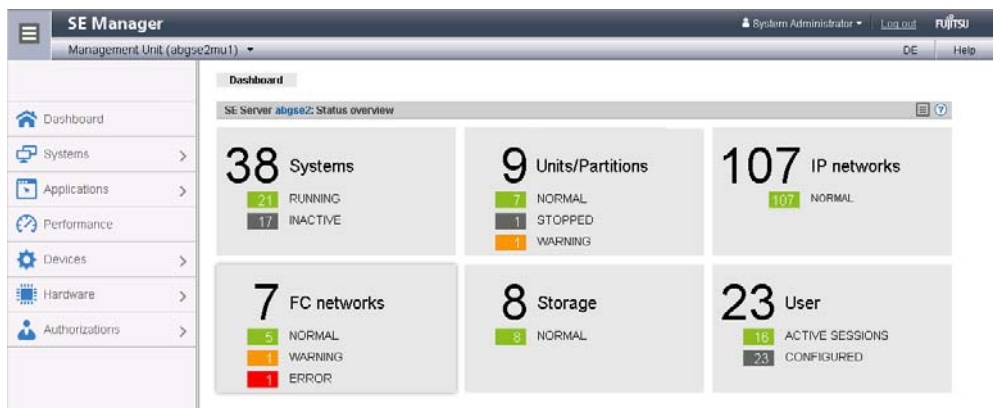 SE Manager
System Administrator
Log out
FUJITSU
Management Unit (abgse2mu1)
DE
Help
Dashboard
Systems
Applications
Performance
Devices
Hardware
Authorizations
Dashboard
SE Server abgse2: Status overview
38 Systems
21 RUNNING
17 INACTIVE
9 Units/Partitions
7 NORMAL
1 STOPPED
1 WARNING
107 IP networks
107 NORMAL
7 FC networks
5 NORMAL
1 WARNING
1 ERROR
8 Storage
8 NORMAL
23 User
16 ACTIVE SESSIONS
23 CONFIGURED